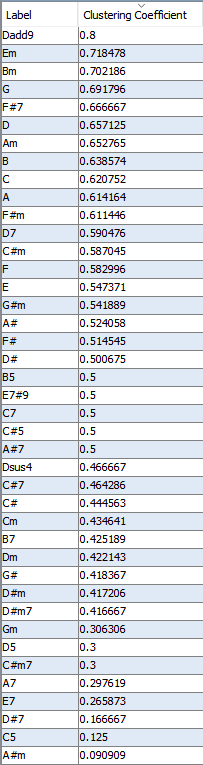 Label Clustering Coefficient
Dadd9 0.8
Em 0.718478
Bm 0.702186
G 0.691796
F#7 0.666667
D 0.657125
Am 0.652765
B 0.638574
C 0.620752
A 0.614164
F#m 0.611446
D7 0.590476
C#m 0.587045
F 0.582996
E 0.547371
G#m 0.541889
A# 0.524058
F# 0.514545
D# 0.500675
B5 0.5
E7#9 0.5
C7 0.5
C#5 0.5
A#7 0.5
Dsus4 0.466667
C#7 0.464286
C# 0.444563
Cm 0.434641
B7 0.425189
Dm 0.422143
G# 0.418367
D#m 0.417206
D#m7 0.416667
Gm 0.306306
D5 0.3
C#m7 0.3
A7 0.297619
E7 0.265873
D#7 0.166667
C5 0.125
A#m 0.090909